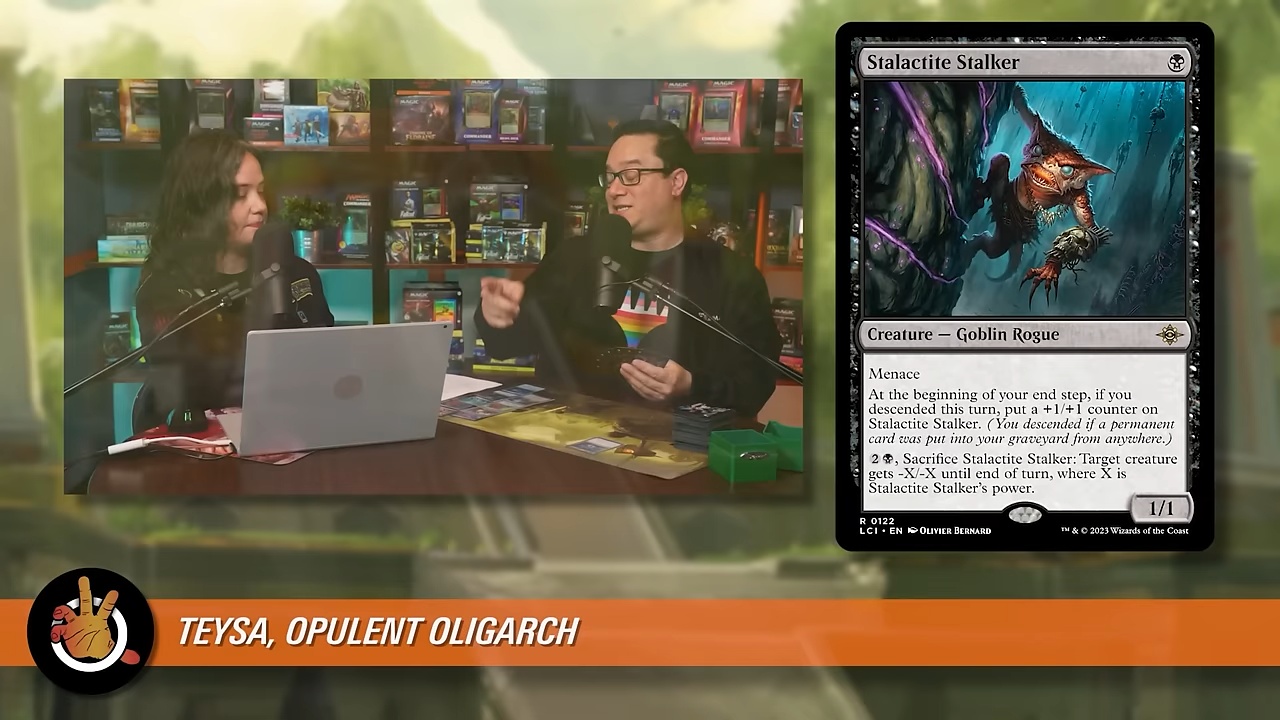 Stalactite Stalker
Creature — Goblin Rogue
Menace
At the beginning of your end step, if you
descended this turn, put a +1/+1 counter on
Stalactite Stalker. (You descend if a permanent
card was put into your graveyard from anywhere.)
2, Sacrifice Stalactite Stalker: Target creature
gets -X/-X until end of turn, where X is
Stalactite Stalker's power.
1/1
R 0122
LCI • EN Olivier Bernard
™ & © 2023 Wizards of the Coast
TEYSA, OPULENT OLIGARCH